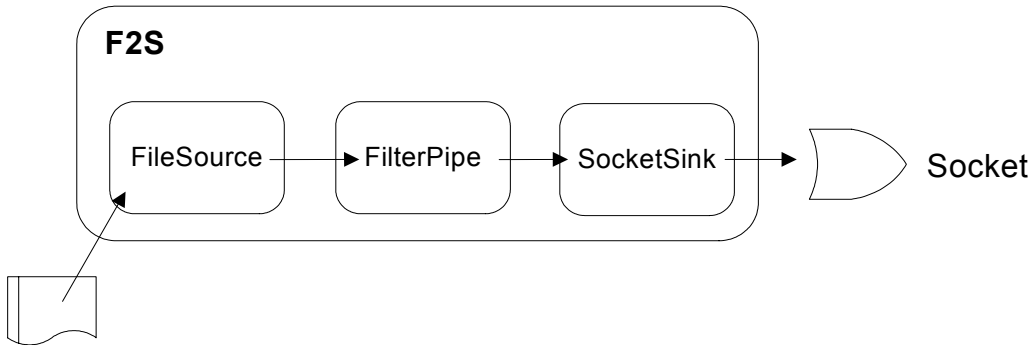 F2S
FileSource
FilterPipe
SocketSink
Socket